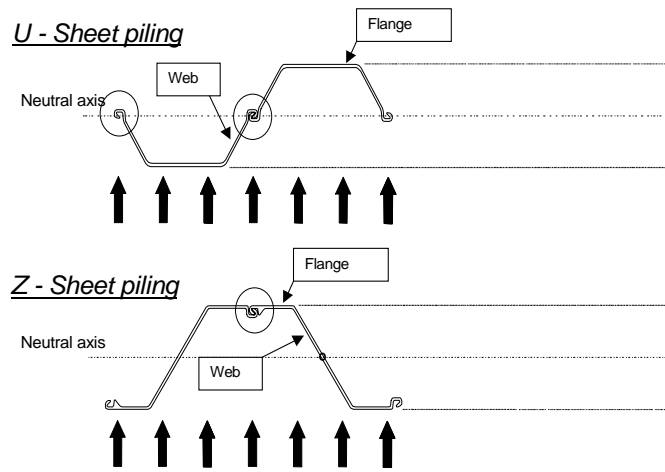 U - Sheet piling
Flange
Web
Neutral axis
Z - Sheet piling
Flange
Neutral axis
Web